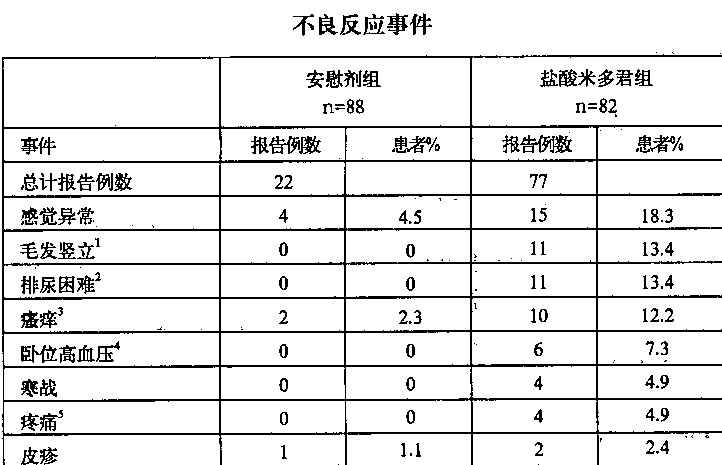 不良反应事件
安慰剂组 盐酸米多君组
n=88 n=82
事件 报告例数 患者% 报告例数 患者%
总计报告例数 22 77
感觉异常 4 4.5 15 18.3
毛发竖立1 0 0 11 13.4
排尿困难2 0 0 11 13.4
瘙痒3 2 2.3 10 12.2
卧位高血压4 0 0 6 7.3
寒战 0 0 4 4.9
疼痛5 0 0 4 4.9
皮疹 1 1.1 2 2.4